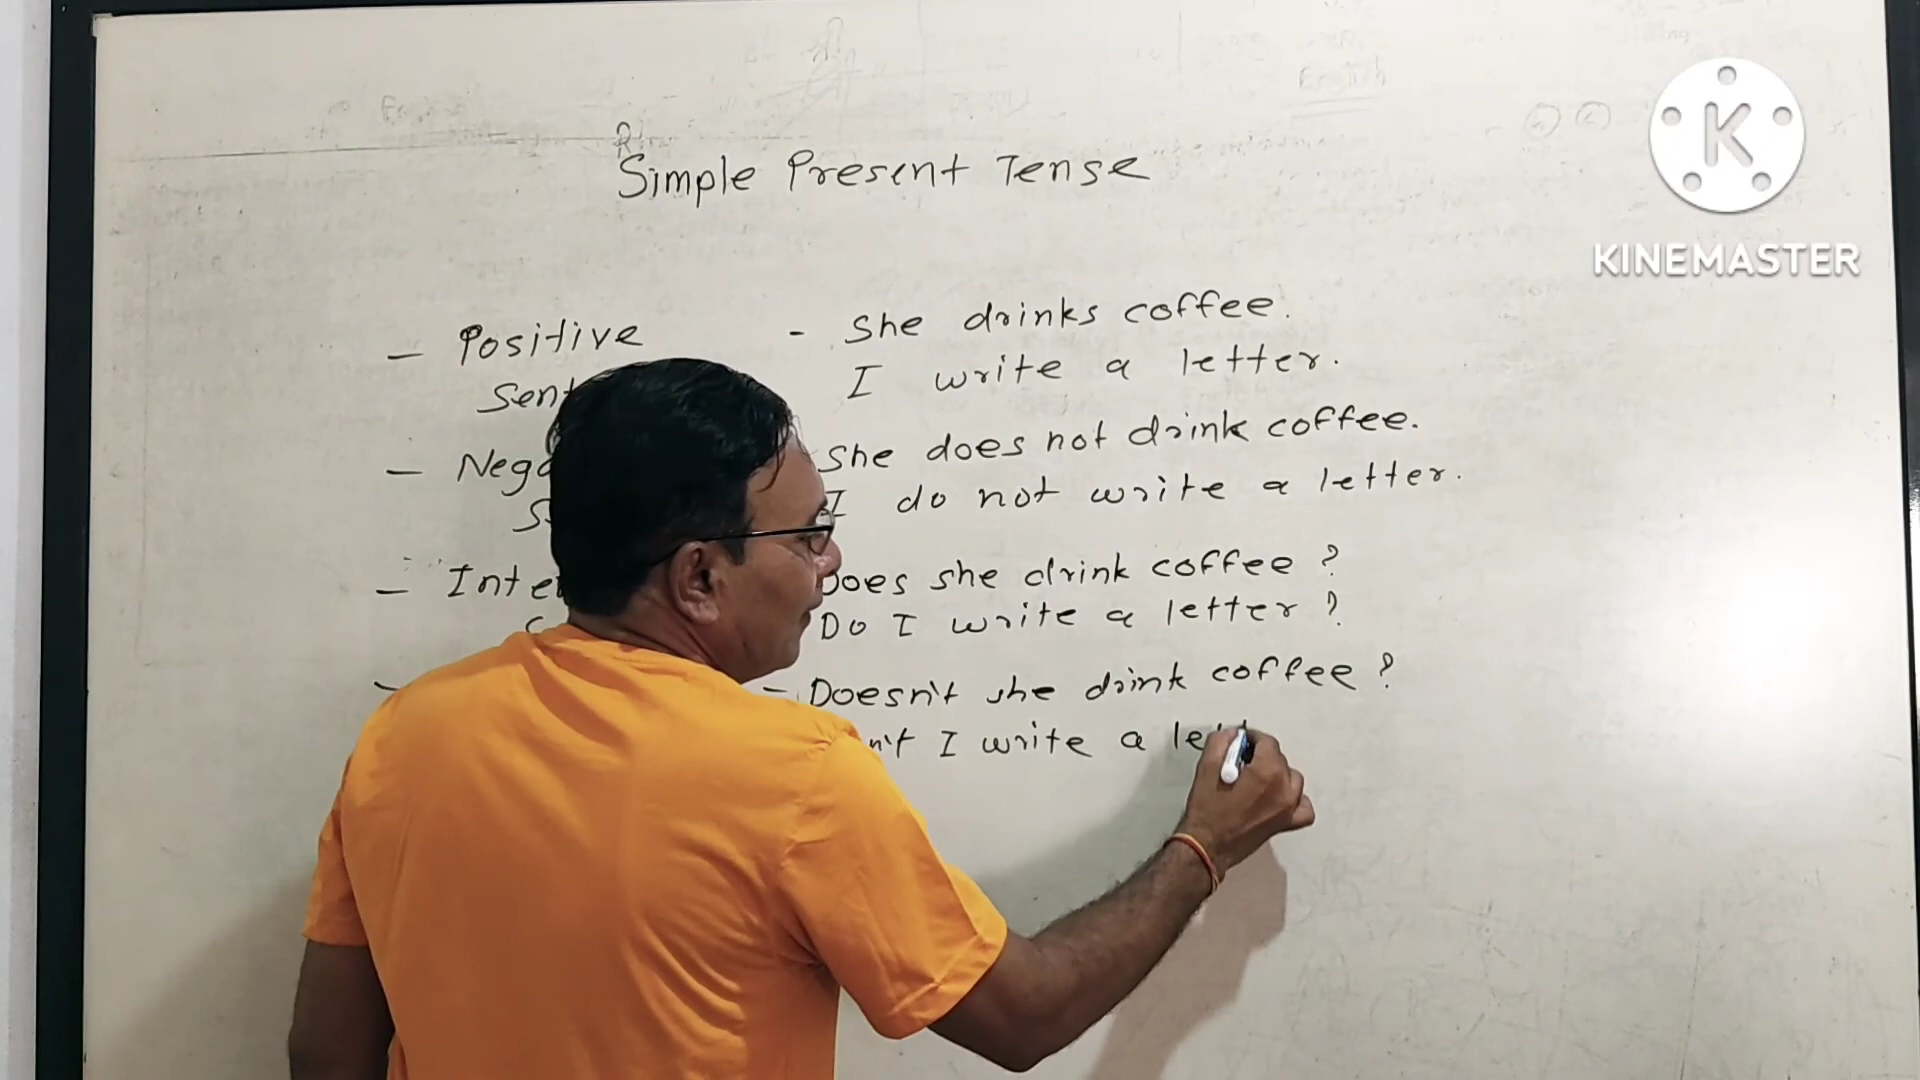 Simple Present Tense
K
KINEMASTER
– Positive - She drinks coffee.
Sent I write a letter.
– Nega She does not drink coffee.
S I do not write a letter.
– Inte Does she drink coffee ?
Do I write a letter ?
– - Doesn't she drink coffee ?
n't I write a lett